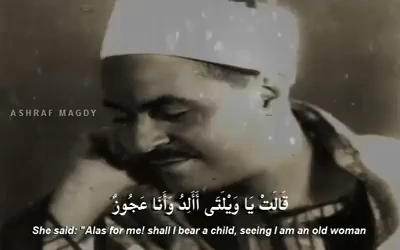 ASHRAF MAGDY
قَالَتْ يَا وَيْلَتَى أَأَلِدُ وَأَنَا عَجُوزٌ
She said: "Alas for me! shall I bear a child, seeing I am an old woman